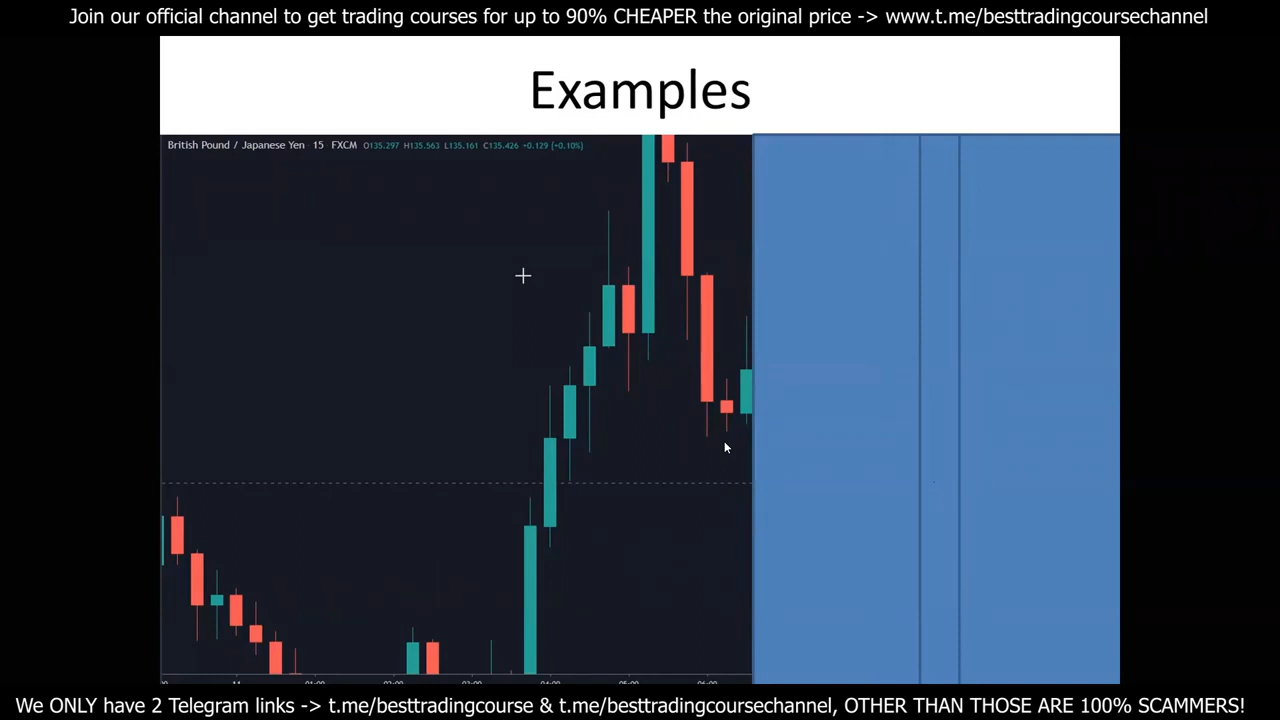 Join our official channel to get trading courses for up to 90% CHEAPER the original price -> www.t.me/besttradingcoursechannel
Examples
British Pound / Japanese Yen 15 FXCM O135.297 H135.563 L135.161 C135.426 +0.129 (+0.10%)
We ONLY have 2 Telegram links -> t.me/besttradingcourse & t.me/besttradingcoursechannel, OTHER THAN THOSE ARE 100% SCAMMERS!